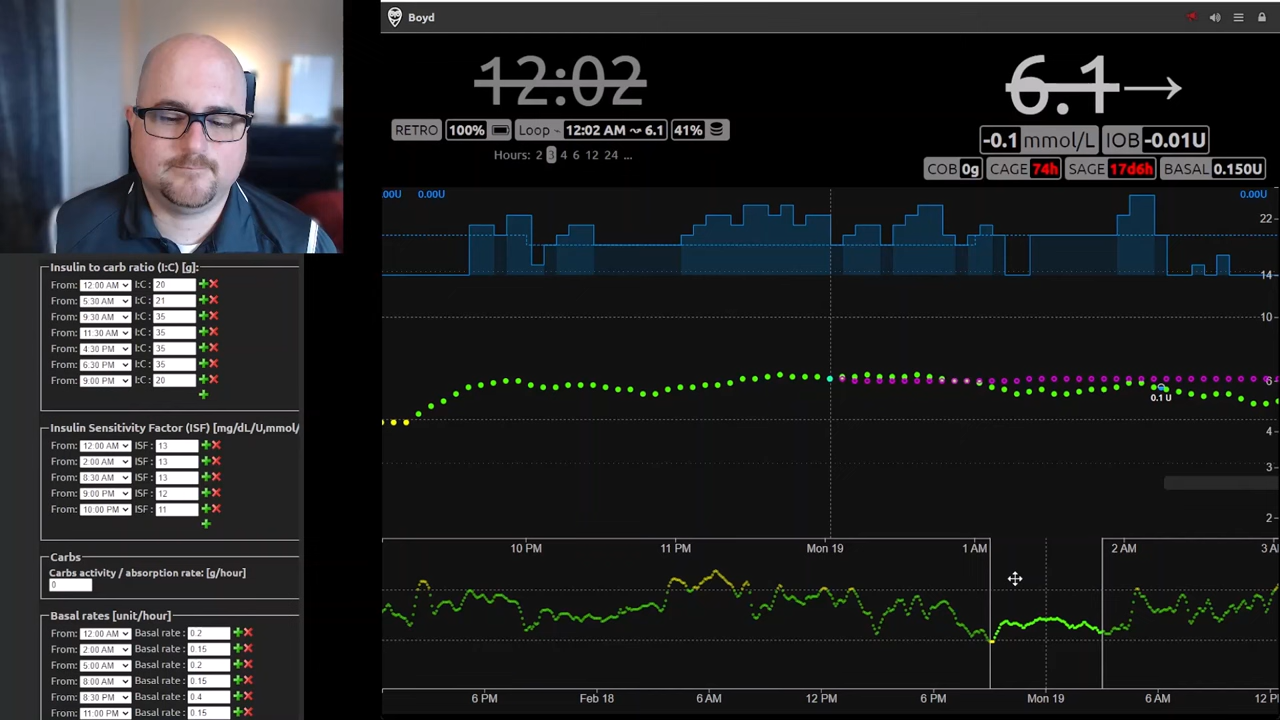 Boyd
12:02
6.1
RETRO 100% Loop ~ 12:02 AM ↝ 6.1 41%
Hours: 2 3 4 6 12 24 ...
-0.1 mmol/L IOB -0.01U
COB 0g CAGE 74h SAGE 17d6h BASAL 0.150U
.00U 0.00U 0.00U
22
14
10
6
4
3
2
0.1 U
10 PM 11 PM Mon 19 1 AM 2 AM 3 A
6 PM Feb 18 6 AM 12 PM 6 PM Mon 19 6 AM 12 F
Insulin to carb ratio (I:C) [g]:
From: 12:00 AM I:C : 20
From: 5:30 AM I:C : 21
From: 9:30 AM I:C : 35
From: 11:30 AM I:C : 35
From: 4:30 PM I:C : 35
From: 6:30 PM I:C : 35
From: 9:00 PM I:C : 20
Insulin Sensitivity Factor (ISF) [mg/dL/U,mmol/
From: 12:00 AM ISF : 13
From: 2:00 AM ISF : 13
From: 8:30 AM ISF : 13
From: 9:00 PM ISF : 12
From: 10:00 PM ISF : 11
Carbs
Carbs activity / absorption rate: [g/hour]
0
Basal rates [unit/hour]
From: 12:00 AM Basal rate : 0.2
From: 2:00 AM Basal rate : 0.15
From: 5:00 AM Basal rate : 0.2
From: 8:00 AM Basal rate : 0.15
From: 8:30 PM Basal rate : 0.4
From: 11:00 PM Basal rate : 0.15